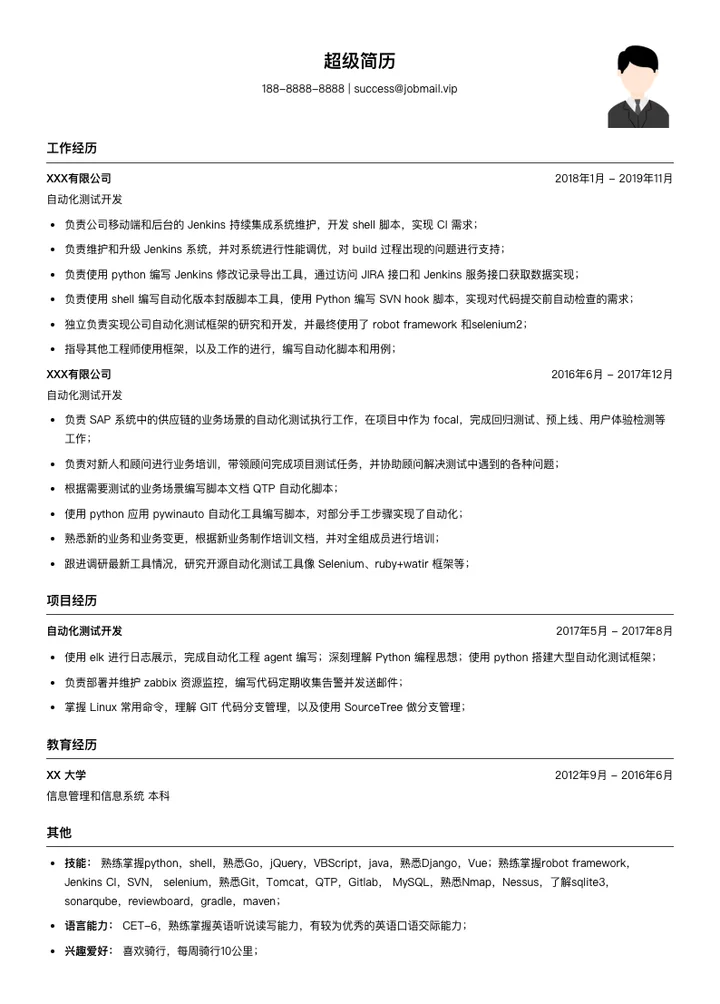 超级简历
188-8888-8888 | success@jobmail.vip
工作经历
XXX有限公司 2018年1月 - 2019年11月
自动化测试开发
• 负责公司移动端和后台的 Jenkins 持续集成系统维护，开发 shell 脚本，实现 CI 需求；
• 负责维护和升级 Jenkins 系统，并对系统进行性能调优，对 build 过程出现的问题进行支持；
• 负责使用 python 编写 Jenkins 修改记录导出工具，通过访问 JIRA 接口和 Jenkins 服务接口获取数据实现；
• 负责使用 shell 编写自动化版本封版脚本工具，使用 Python 编写 SVN hook 脚本，实现对代码提交前自动检查的需求；
• 独立负责实现公司自动化测试框架的研究和开发，并最终使用了 robot framework 和selenium2；
• 指导其他工程师使用框架，以及工作的进行，编写自动化脚本和用例；
XXX有限公司 2016年6月 - 2017年12月
自动化测试开发
• 负责 SAP 系统中的供应链的业务场景的自动化测试执行工作，在项目中作为 focal，完成回归测试、预上线、用户体验检测等
工作；
• 负责对新人和顾问进行业务培训，带领顾问完成项目测试任务，并协助顾问解决测试中遇到的各种问题；
• 根据需要测试的业务场景编写脚本文档 QTP 自动化脚本；
• 使用 python 应用 pywinauto 自动化工具编写脚本，对部分手工步骤实现了自动化；
• 熟悉新的业务和业务变更，根据新业务制作培训文档，并对全组成员进行培训；
• 跟进调研最新工具情况，研究开源自动化测试工具像 Selenium、ruby+watir 框架等；
项目经历
自动化测试开发 2017年5月 - 2017年8月
• 使用 elk 进行日志展示，完成自动化工程 agent 编写；深刻理解 Python 编程思想；使用 python 搭建大型自动化测试框架；
• 负责部署并维护 zabbix 资源监控，编写代码定期收集告警并发送邮件；
• 掌握 Linux 常用命令，理解 GIT 代码分支管理，以及使用 SourceTree 做分支管理；
教育经历
XX 大学 2012年9月 - 2016年6月
信息管理和信息系统 本科
其他
• 技能： 熟练掌握python，shell，熟悉Go，jQuery，VBScript，java，熟悉Django，Vue；熟练掌握robot framework，
Jenkins CI，SVN， selenium，熟悉Git，Tomcat，QTP，Gitlab， MySQL，熟悉Nmap，Nessus，了解sqlite3，
sonarqube，reviewboard，gradle，maven；
• 语言能力： CET-6，熟练掌握英语听说读写能力，有较为优秀的英语口语交际能力；
• 兴趣爱好： 喜欢骑行，每周骑行10公里；